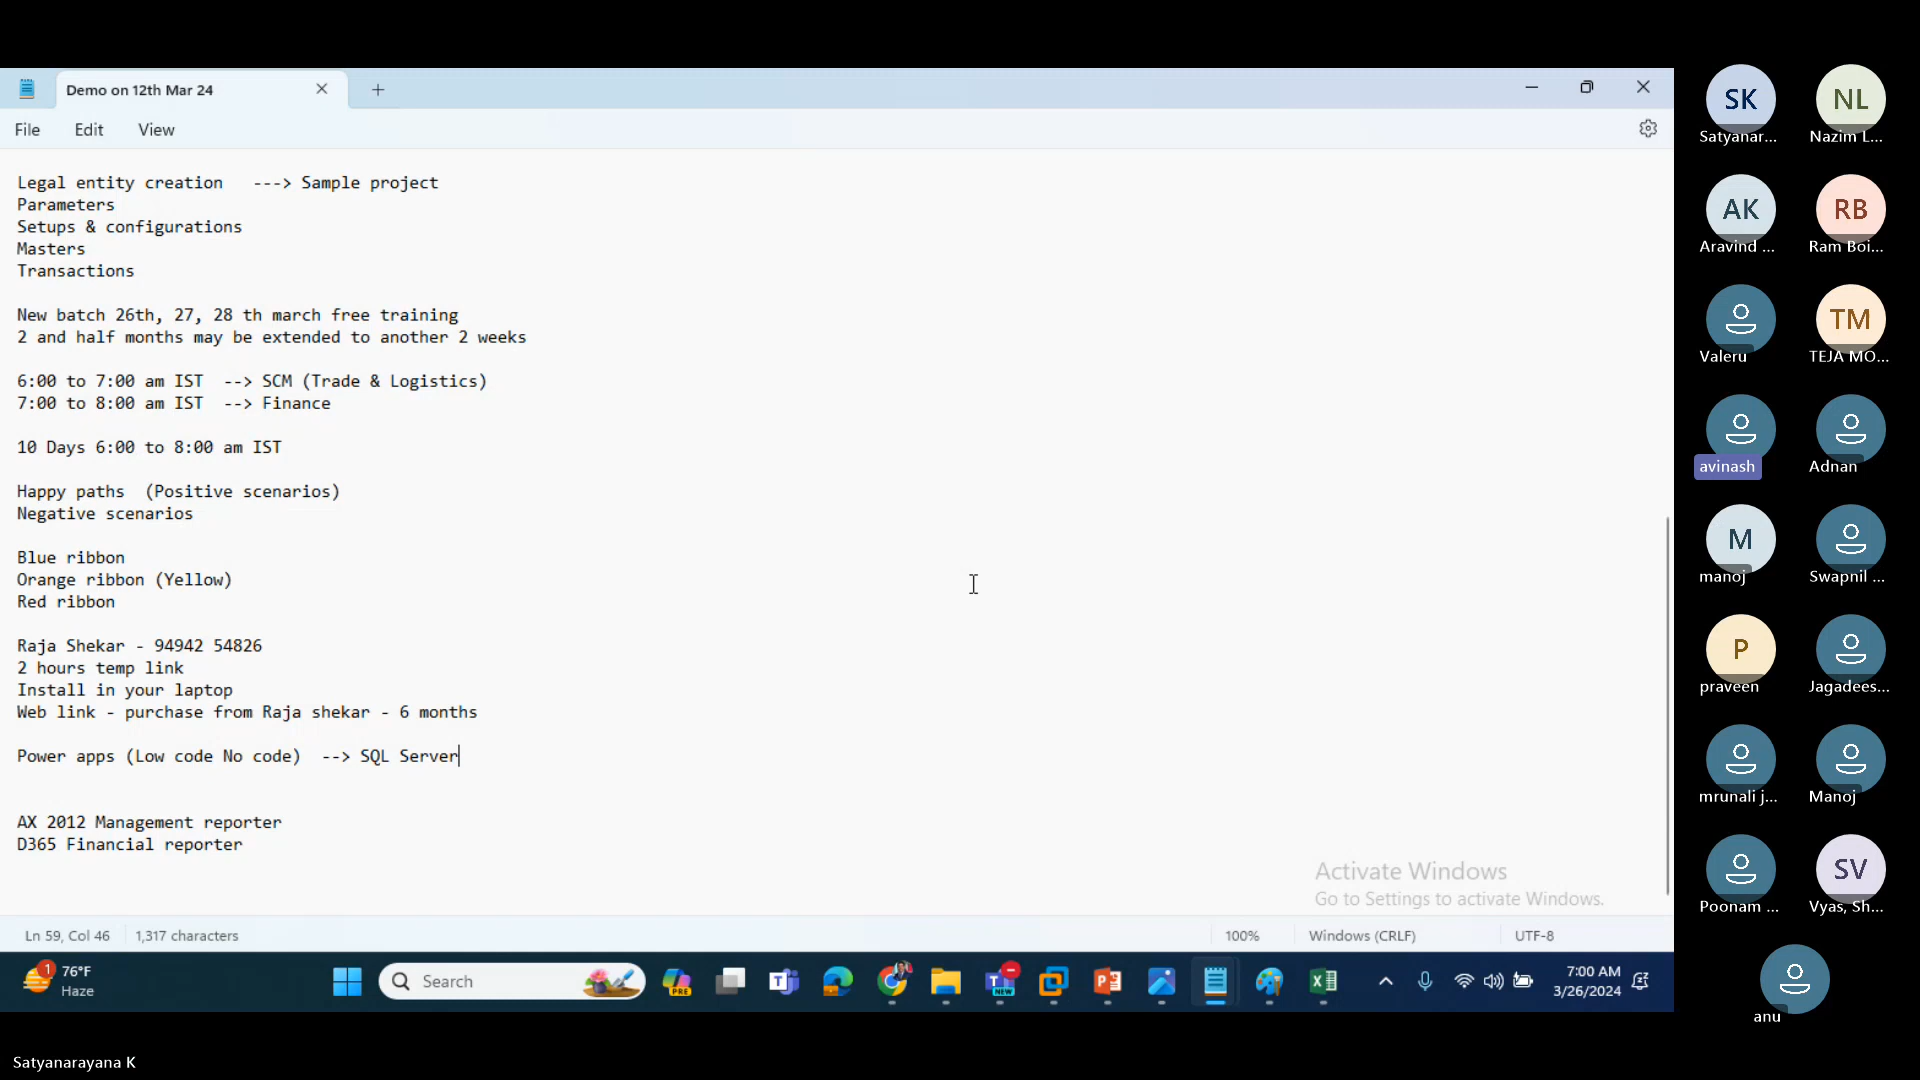 Demo on 12th Mar 24
File Edit View
Legal entity creation ---> Sample project
Parameters
Setups & configurations
Masters
Transactions
New batch 26th, 27, 28 th march free training
2 and half months may be extended to another 2 weeks
6:00 to 7:00 am IST --> SCM (Trade & Logistics)
7:00 to 8:00 am IST --> Finance
10 Days 6:00 to 8:00 am IST
Happy paths (Positive scenarios)
Negative scenarios
Blue ribbon
Orange ribbon (Yellow)
Red ribbon
Raja Shekar - 94942 54826
2 hours temp link
Install in your laptop
Web link - purchase from Raja shekar - 6 months
Power apps (Low code No code) --> SQL Server
AX 2012 Management reporter
D365 Financial reporter
Activate Windows
Go to Settings to activate Windows.
Ln 59, Col 46 1,317 characters 100% Windows (CRLF) UTF-8
1
76°F
Haze
Search
PRE
NEW
7:00 AM
3/26/2024
Satyanarayana K
SK NL
Satyanar... Nazim L...
AK RB
Aravind ... Ram Boi...
TM
Valeru TEJA MO...
avinash Adnan
M
manoj Swapnil ...
P
praveen Jagadees...
mrunali j... Manoj
SV
Poonam ... Vyas, Sh...
anu